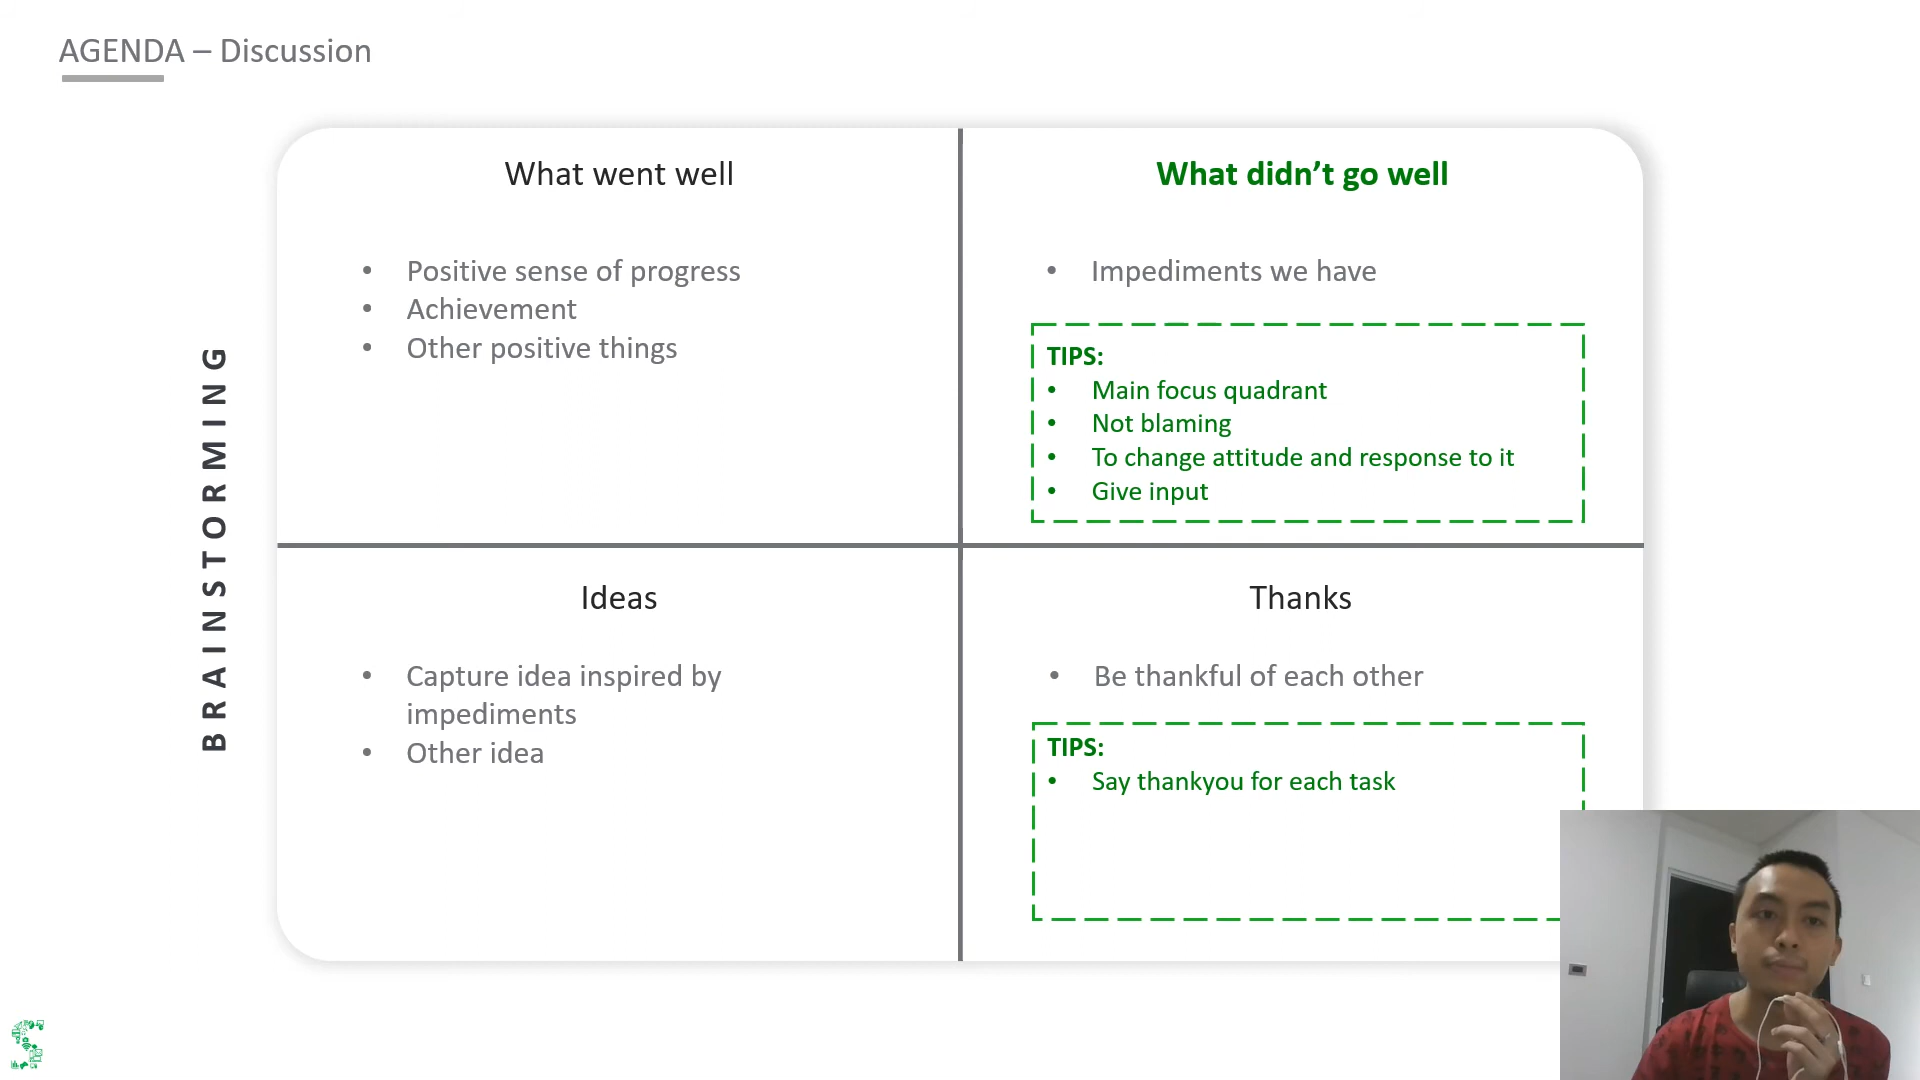 AGENDA – Discussion
BRAINSTORMING
What went well
• Positive sense of progress
• Achievement
• Other positive things
What didn’t go well
• Impediments we have
TIPS:
• Main focus quadrant
• Not blaming
• To change attitude and response to it
• Give input
Ideas
• Capture idea inspired by
impediments
• Other idea
Thanks
• Be thankful of each other
TIPS:
• Say thankyou for each task